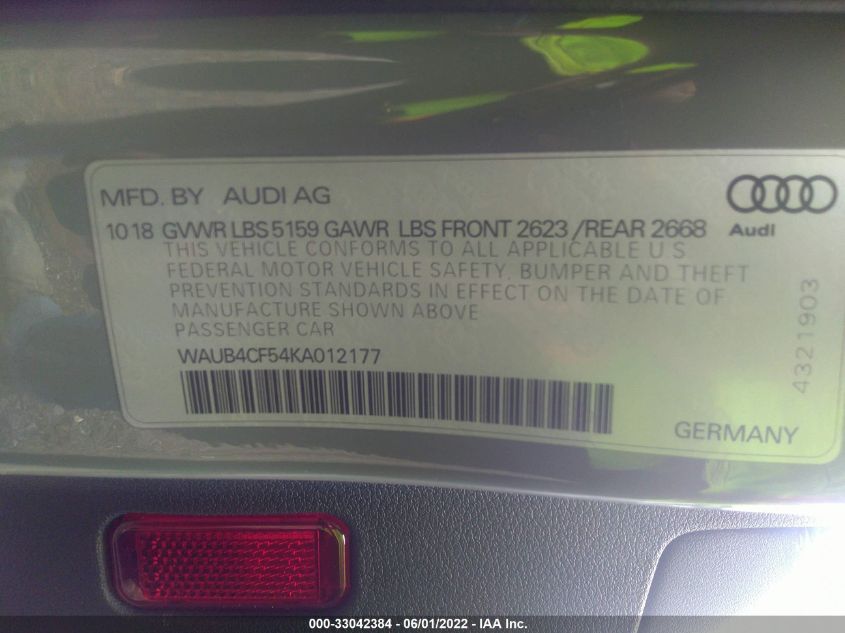 MFD. BY AUDI AG
10 18 GVWR LBS 5159 GAWR LBS FRONT 2623 / REAR 2668
Audi
THIS VEHICLE CONFORMS TO ALL APPLICABLE U.S.
FEDERAL MOTOR VEHICLE SAFETY, BUMPER AND THEFT
PREVENTION STANDARDS IN EFFECT ON THE DATE OF
MANUFACTURE SHOWN ABOVE
PASSENGER CAR
WAUB4CF54KA012177
4321903
GERMANY
000-33042384 - 06/01/2022 - IAA Inc.